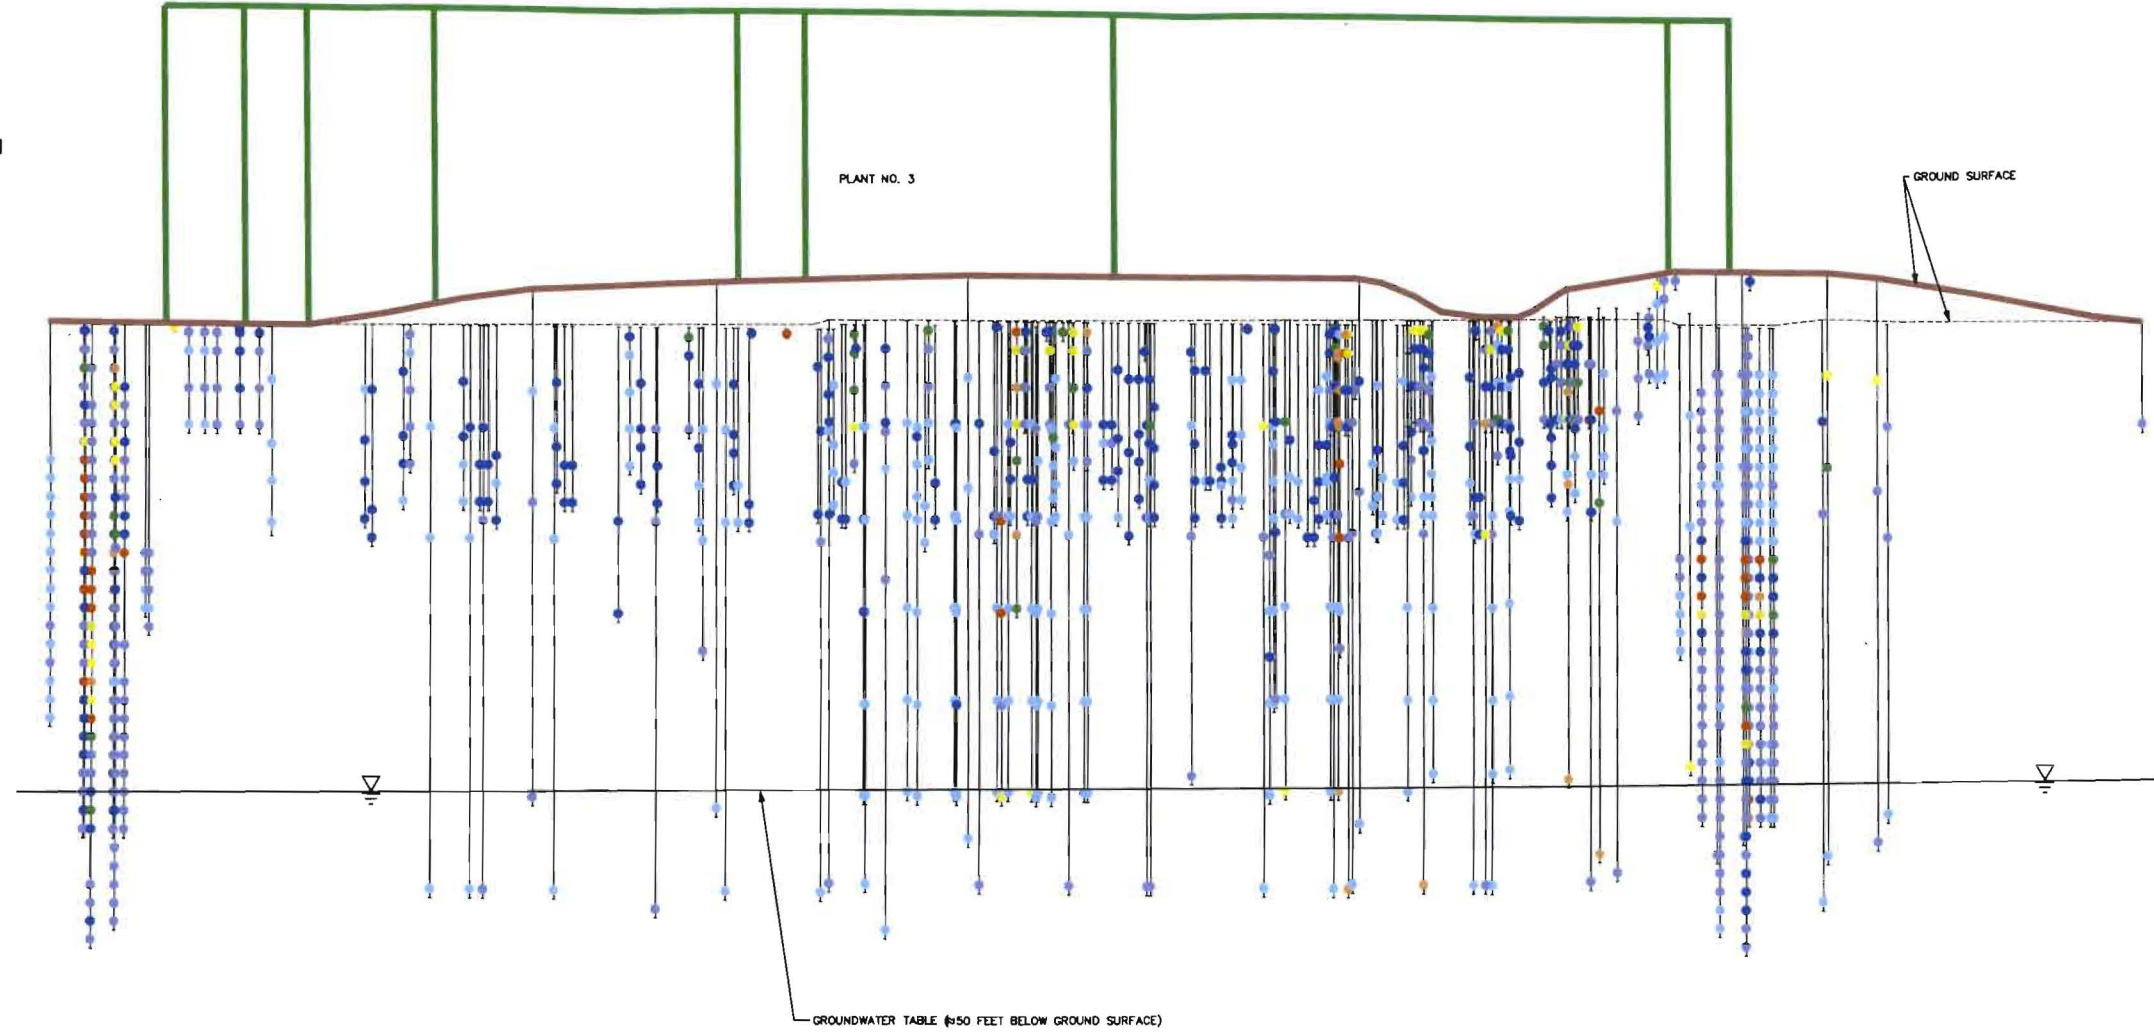 PLANT NO. 3
GROUND SURFACE
GROUNDWATER TABLE (≈50 FEET BELOW GROUND SURFACE)